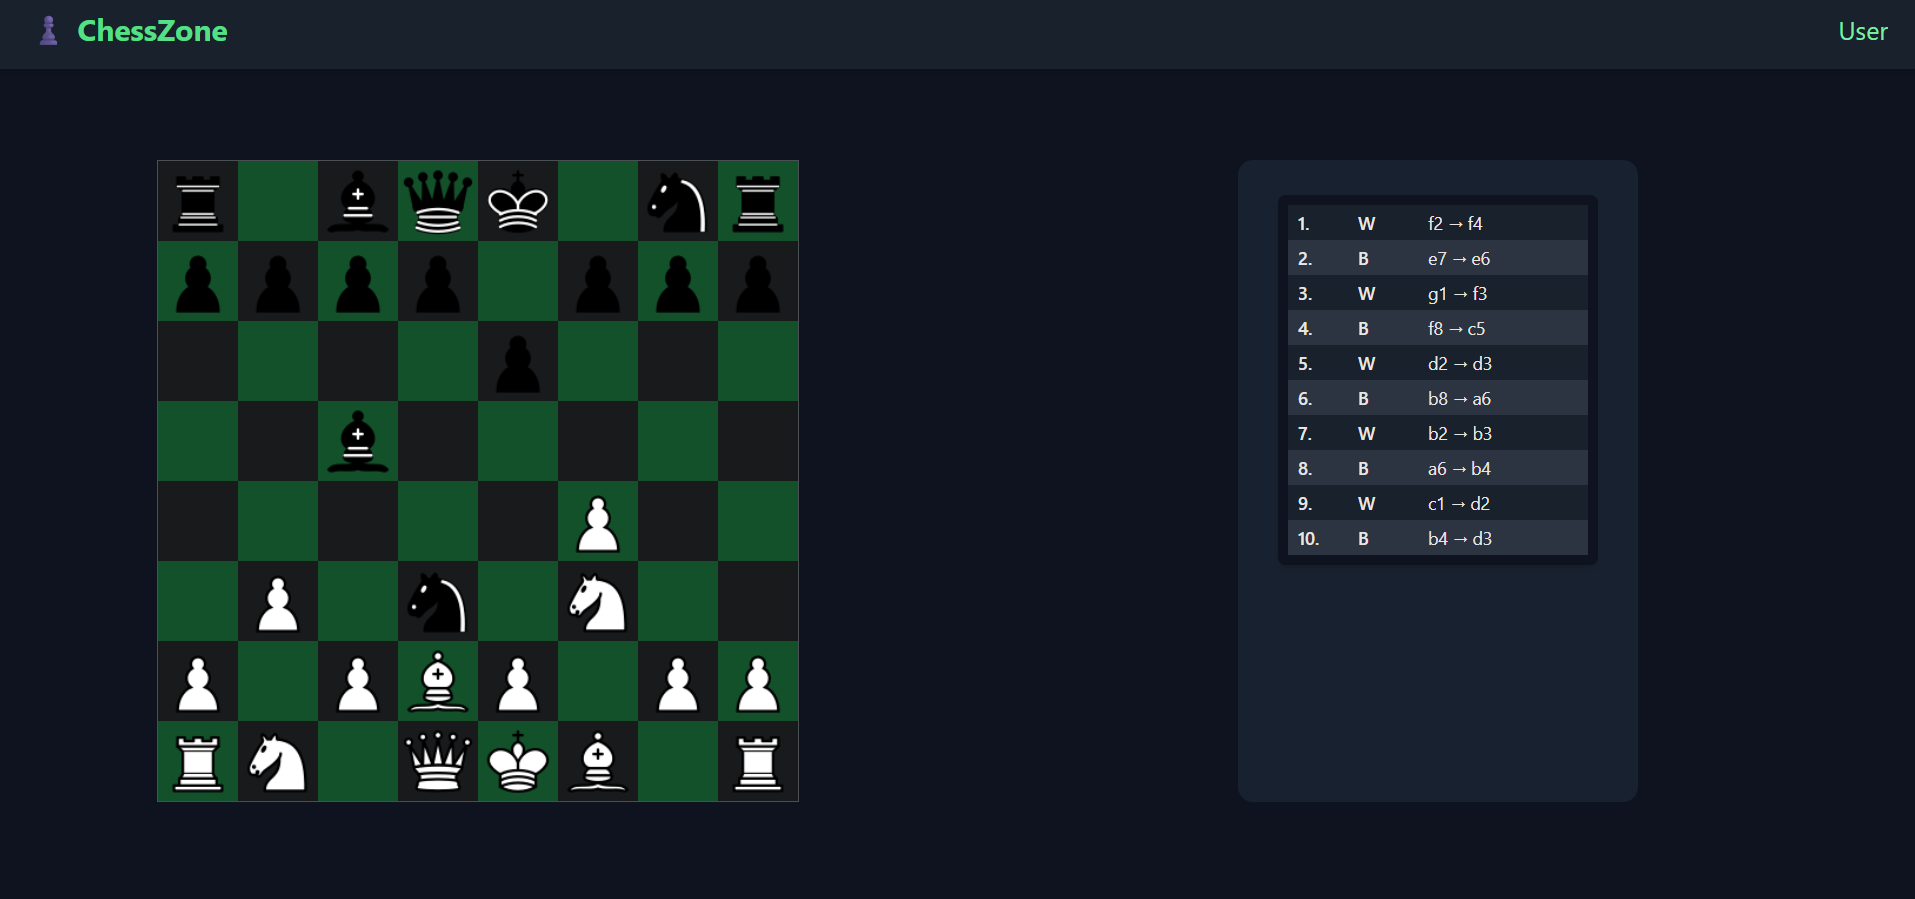 ChessZone
User
1. W f2 → f4
2. B e7 → e6
3. W g1 → f3
4. B f8 → c5
5. W d2 → d3
6. B b8 → a6
7. W b2 → b3
8. B a6 → b4
9. W c1 → d2
10. B b4 → d3